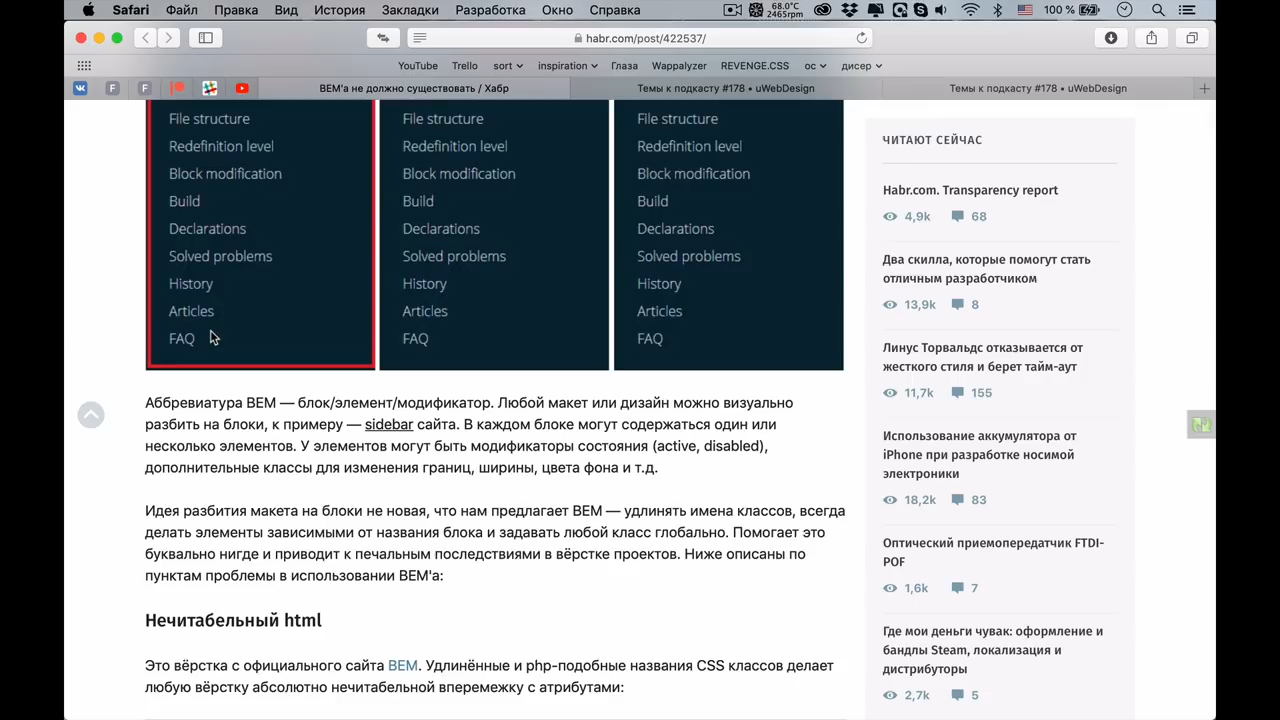 Safari Файл Правка Вид История Закладки Разработка Окно Справка 68.0°C 2465rpm 100 %
habr.com/post/422537/
YouTube Trello sort inspiration Глаза Wappalyzer REVENGE.CSS ос дисер
F F BEM'а не должно существовать / Хабр Темы к подкасту #178 • uWebDesign Темы к подкасту #178 • uWebDesign
File structure File structure File structure
Redefinition level Redefinition level Redefinition level
Block modification Block modification Block modification
Build Build Build
Declarations Declarations Declarations
Solved problems Solved problems Solved problems
History History History
Articles Articles Articles
FAQ FAQ FAQ
Аббревиатура BEM — блок/элемент/модификатор. Любой макет или дизайн можно визуально
разбить на блоки, к примеру — sidebar сайта. В каждом блоке могут содержатся один или
несколько элементов. У элементов могут быть модификаторы состояния (active, disabled),
дополнительные классы для изменения границ, ширины, цвета фона и т.д.
Идея разбития макета на блоки не новая, что нам предлагает BEM — удлинять имена классов, всегда
делать элементы зависимыми от названия блока и задавать любой класс глобально. Помогает это
буквально нигде и приводит к печальным последствиями в вёрстке проектов. Ниже описаны по
пунктам проблемы в использовании BEM'а:
Нечитабельный html
Это вёрстка с официального сайта BEM. Удлинённые и php-подобные названия CSS классов делает
любую вёрстку абсолютно нечитабельной вперемежку с атрибутами:
ЧИТАЮТ СЕЙЧАС
Habr.com. Transparency report
4,9k 68
Два скилла, которые помогут стать
отличным разработчиком
13,9k 8
Линус Торвальдс отказывается от
жесткого стиля и берет тайм-аут
11,7k 155
Использование аккумулятора от
iPhone при разработке носимой
электроники
18,2k 83
Оптический приемопередатчик FTDI-
POF
1,6k 7
Где мои деньги чувак: оформление и
бандлы Steam, локализация и
дистрибуторы
2,7k 5